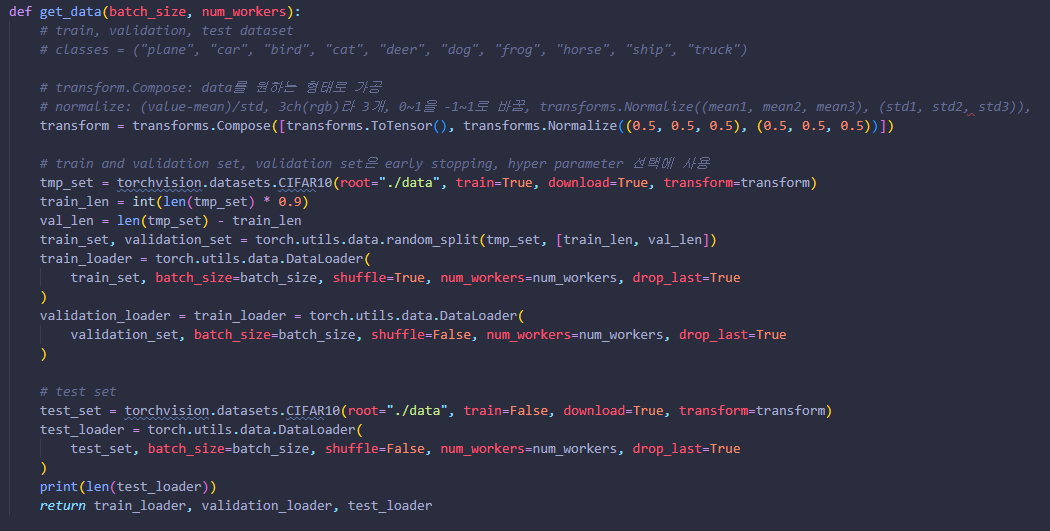 def get_data(batch_size, num_workers):
    # train, validation, test dataset
    # classes = ("plane", "car", "bird", "cat", "deer", "dog", "frog", "horse", "ship", "truck")

    # transform.Compose: data를 원하는 형태로 가공
    # normalize: (value-mean)/std, 3ch(rgb)라 3개, 0~1을 -1~1로 바꿈, transforms.Normalize((mean1, mean2, mean3), (std1, std2, std3)),
    transform = transforms.Compose([transforms.ToTensor(), transforms.Normalize((0.5, 0.5, 0.5), (0.5, 0.5, 0.5))])

    # train and validation set, validation set은 early stopping, hyper parameter 선택에 사용
    tmp_set = torchvision.datasets.CIFAR10(root="./data", train=True, download=True, transform=transform)
    train_len = int(len(tmp_set) * 0.9)
    val_len = len(tmp_set) - train_len
    train_set, validation_set = torch.utils.data.random_split(tmp_set, [train_len, val_len])
    train_loader = torch.utils.data.DataLoader(
        train_set, batch_size=batch_size, shuffle=True, num_workers=num_workers, drop_last=True
    )
    validation_loader = train_loader = torch.utils.data.DataLoader(
        validation_set, batch_size=batch_size, shuffle=False, num_workers=num_workers, drop_last=True
    )

    # test set
    test_set = torchvision.datasets.CIFAR10(root="./data", train=False, download=True, transform=transform)
    test_loader = torch.utils.data.DataLoader(
        test_set, batch_size=batch_size, shuffle=False, num_workers=num_workers, drop_last=True
    )
    print(len(test_loader))
    return train_loader, validation_loader, test_loader